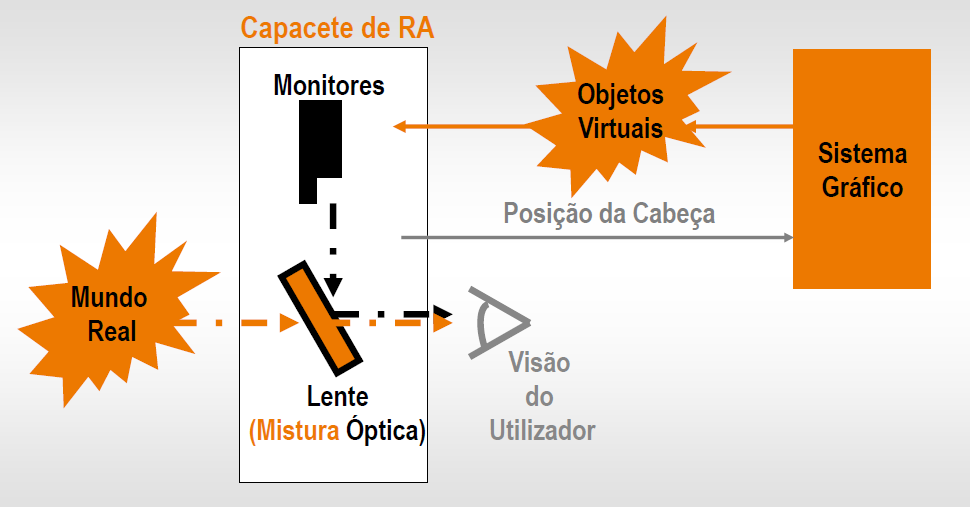 Capacete de RA
Monitores
Objetos
Virtuais
Sistema
Gráfico
Posição da Cabeça
Mundo
Real
Lente
(Mistura Óptica)
Visão
do
Utilizador